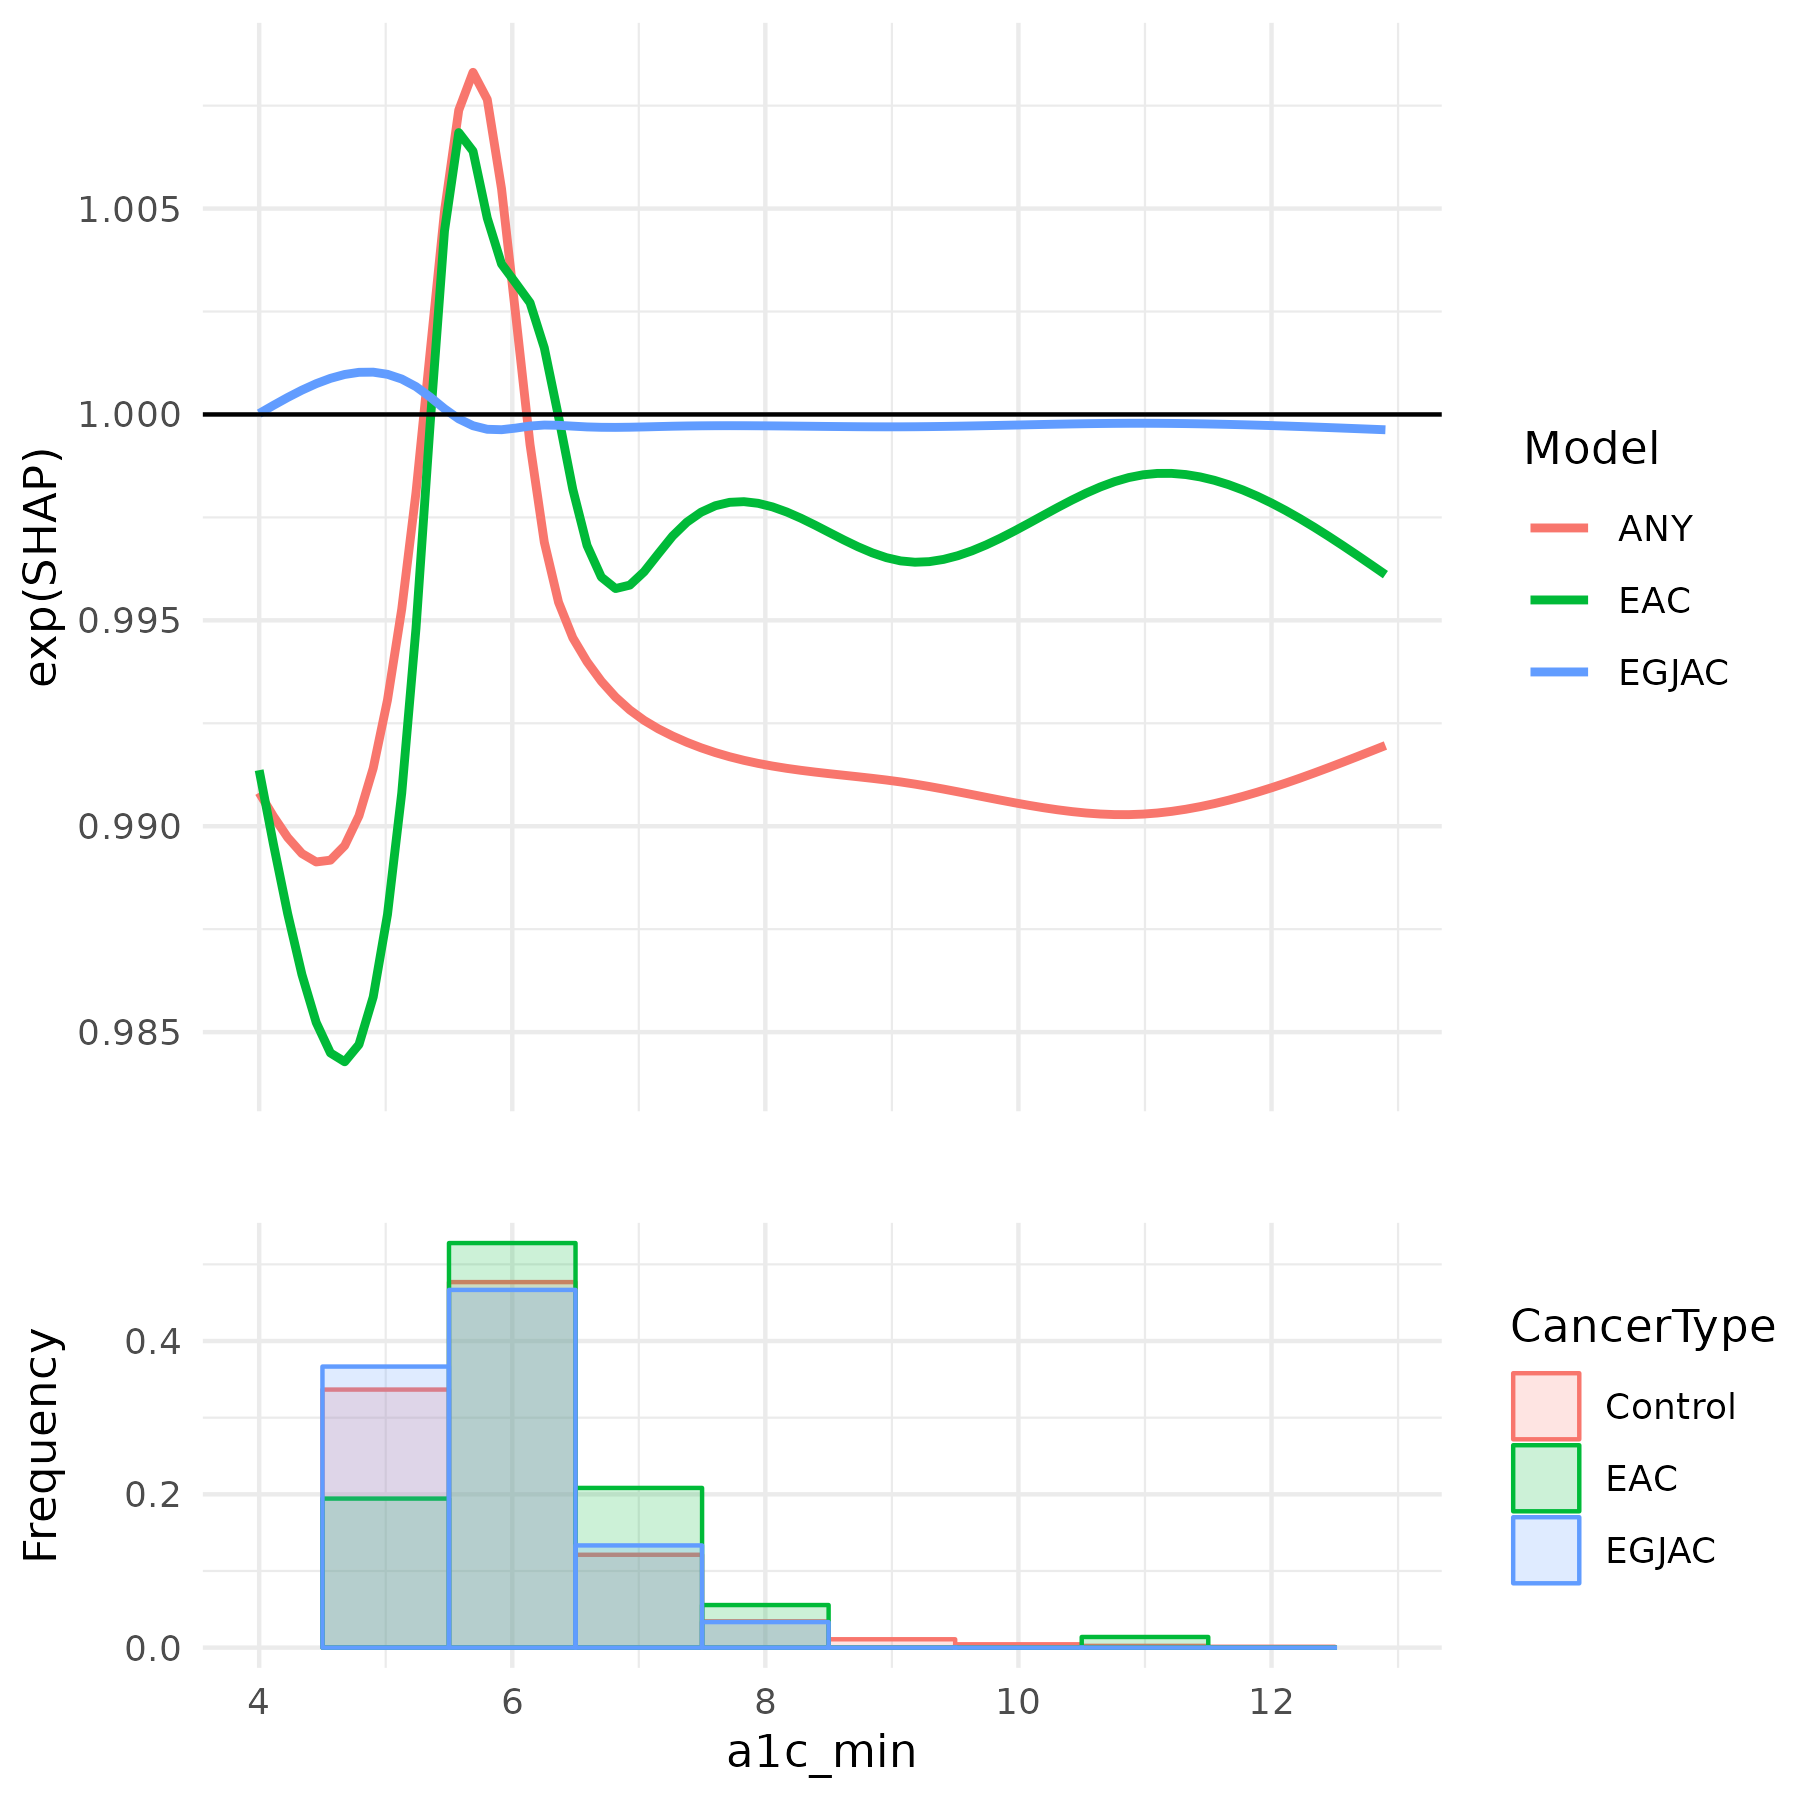 exp(SHAP)
1.005
1.000
0.995
0.990
0.985
Model
ANY
EAC
EGJAC
Frequency
0.4
0.2
0.0
4 6 8 10 12
a1c_min
CancerType
Control
EAC
EGJAC